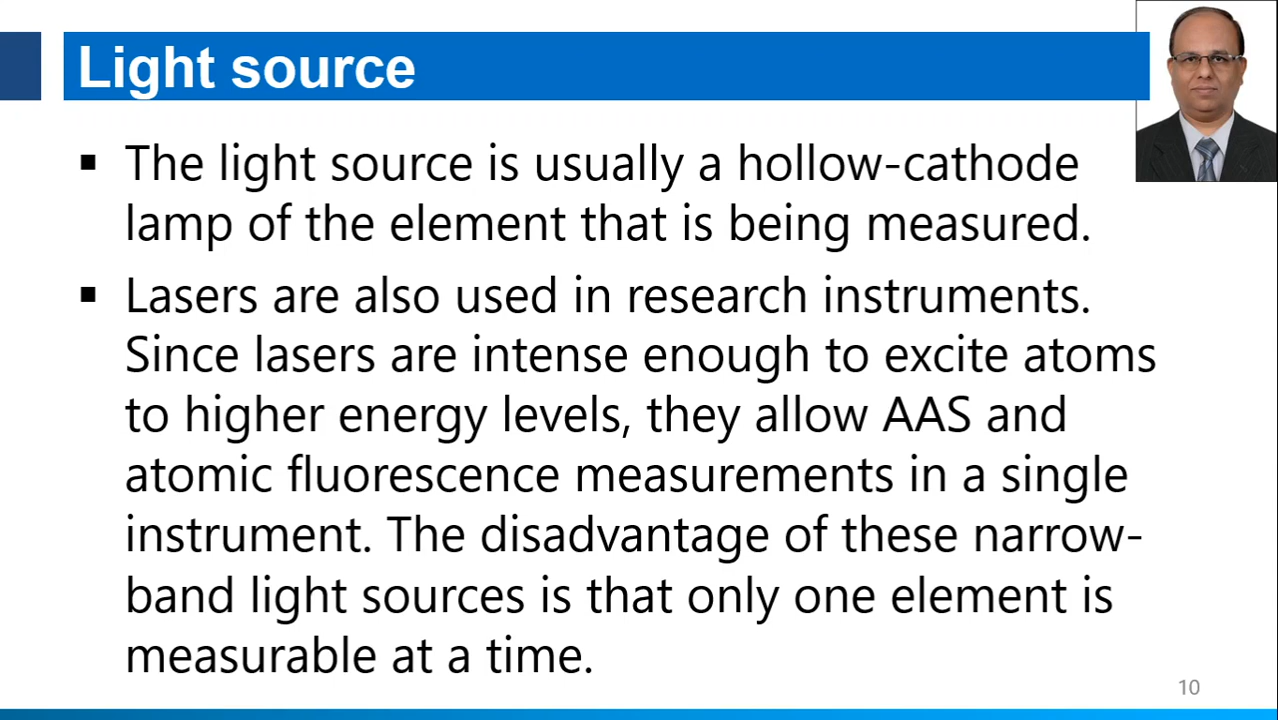 Light source
▪ The light source is usually a hollow-cathode
lamp of the element that is being measured.
▪ Lasers are also used in research instruments.
Since lasers are intense enough to excite atoms
to higher energy levels, they allow AAS and
atomic fluorescence measurements in a single
instrument. The disadvantage of these narrow-
band light sources is that only one element is
measurable at a time.
10